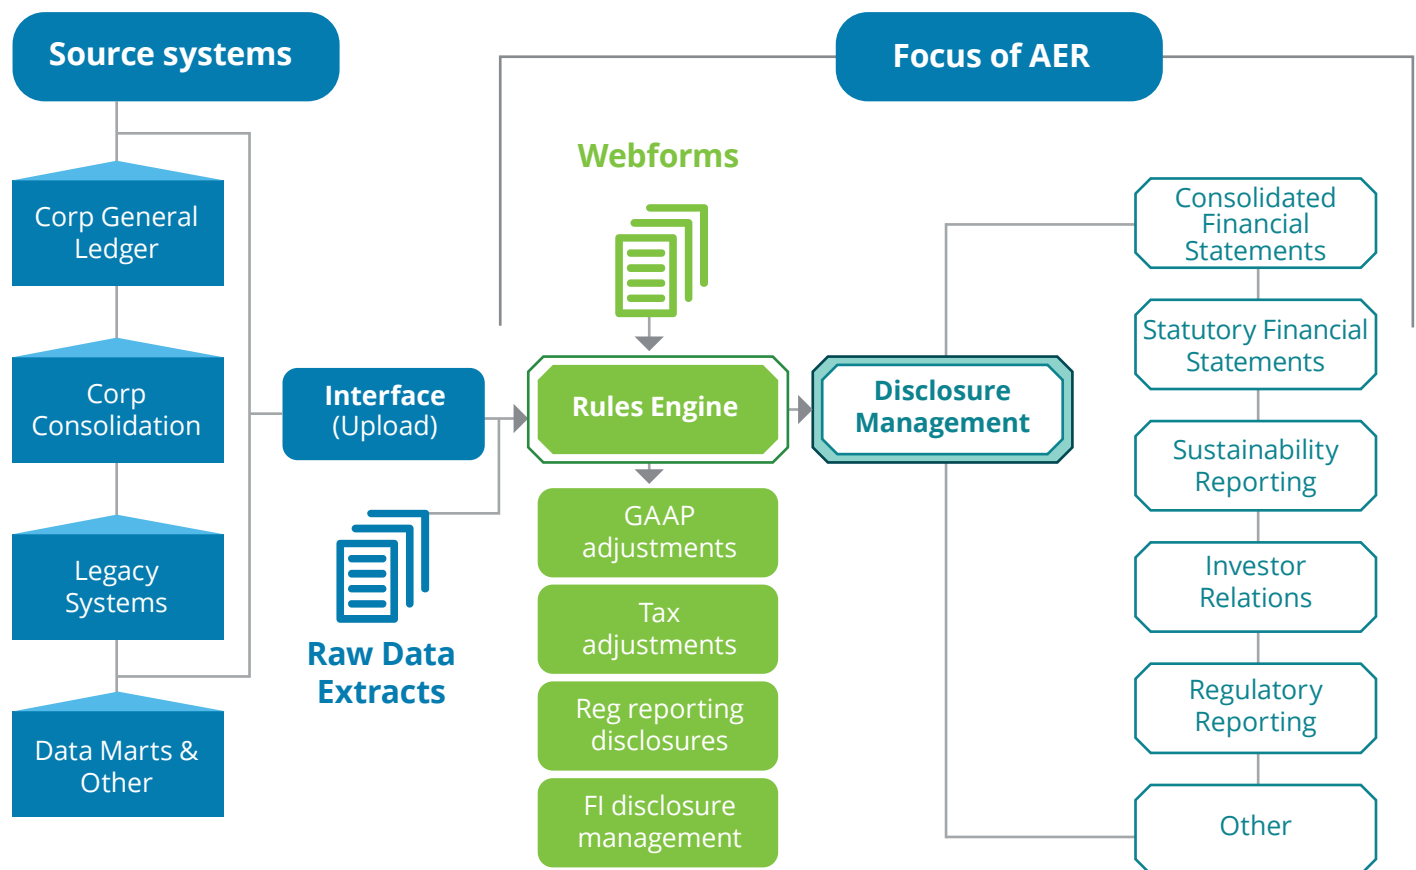 Source systems
Focus of AER
Webforms
Corp General
Ledger
Corp
Consolidation
Legacy
Systems
Data Marts &
Other
Interface
(Upload)
Raw Data
Extracts
Rules Engine
GAAP
adjustments
Tax
adjustments
Reg reporting
disclosures
FI disclosure
management
Disclosure
Management
Consolidated
Financial
Statements
Statutory Financial
Statements
Sustainability
Reporting
Investor
Relations
Regulatory
Reporting
Other